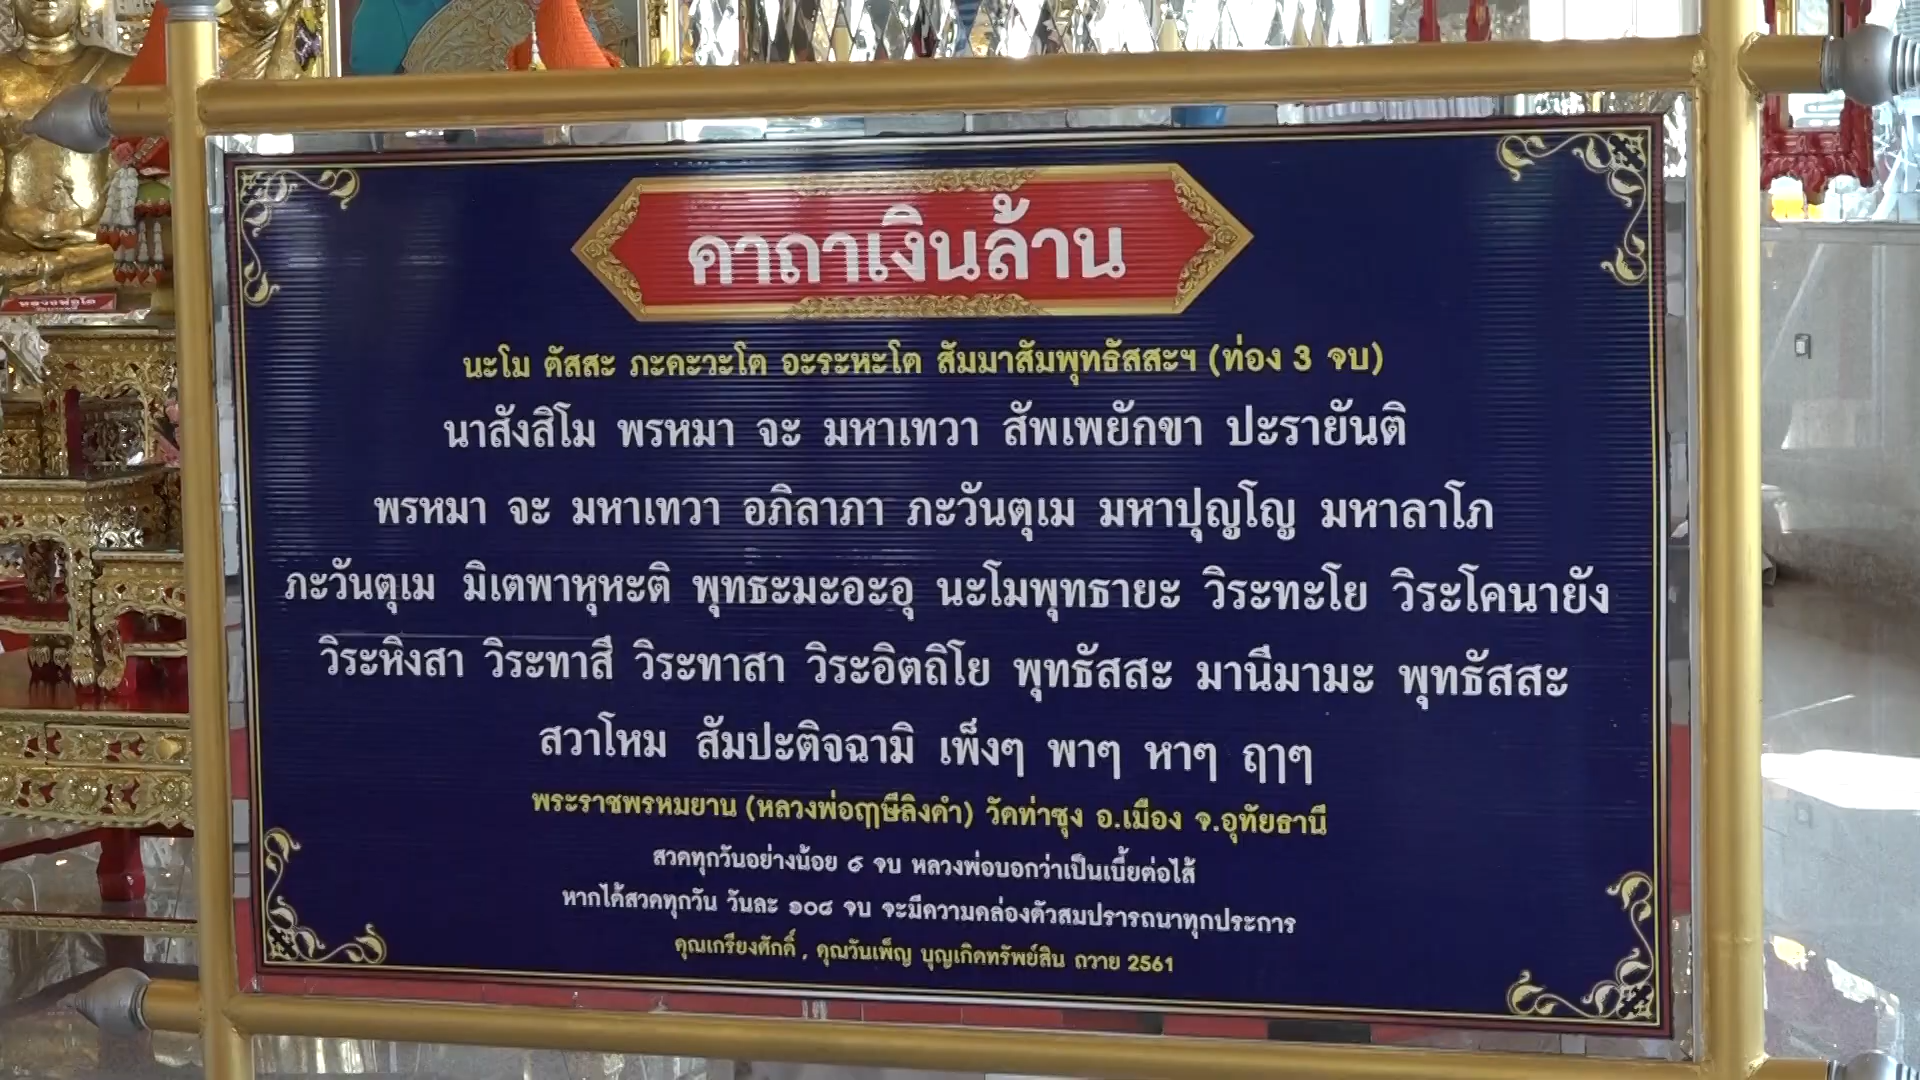 คาถาเงินล้าน
นะโม ตัสสะ ภะคะวะโต อะระหะโต สัมมาสัมพุทธัสสะฯ (ท่อง 3 จบ)
นาสังสิโม พรหมา จะ มหาเทวา สัพเพยักขา ปะรายันติ
พรหมา จะ มหาเทวา อภิลาภา ภะวันตุเม มหาปุญโญ มหาลาโภ
ภะวันตุเม มิเตพาหุหะติ พุทธะมะอะอุ นะโมพุทธายะ วิระทะโย วิระโคนายัง
วิระหิงสา วิระทาสี วิระทาสา วิระอิตถิโย พุทธัสสะ มานีมามะ พุทธัสสะ
สวาโหม สัมปะติจฉามิ เพ็งๆ พาๆ หาๆ ฤาๆ
พระราชพรหมยาน (หลวงพ่อฤาษีลิงดำ) วัดท่าซุง อ.เมือง จ.อุทัยธานี
สวดทุกวันอย่างน้อย ๙ จบ หลวงพ่อบอกว่าเป็นเบี้ยต่อไส้
หากได้สวดทุกวัน วันละ ๑๐๘ จบ จะมีความคล่องตัวสมปรารถนาทุกประการ
คุณเกรียงศักดิ์ , คุณวันเพ็ญ บุญเกิดทรัพย์สิน ถวาย 2561